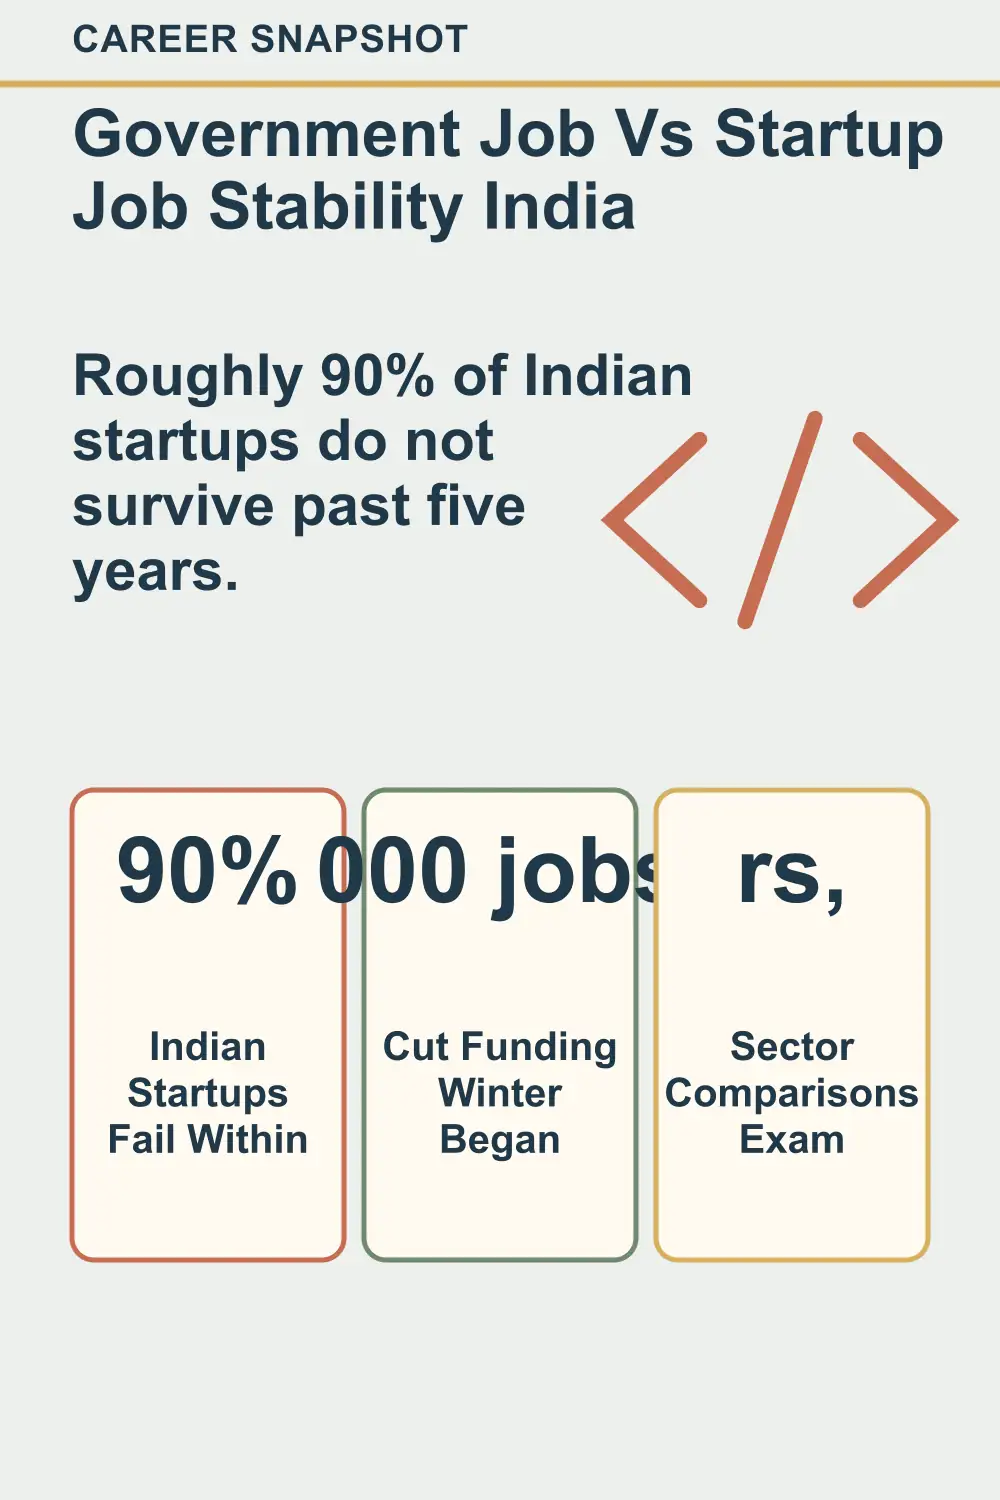 CAREER SNAPSHOT
Government Job Vs Startup
Job Stability India
Roughly 90% of Indian
startups do not
survive past five
years.
</>
90%
000 jobs
rs,
Indian
Startups
Fail Within
Cut Funding
Winter
Began
Sector
Comparisons
Exam